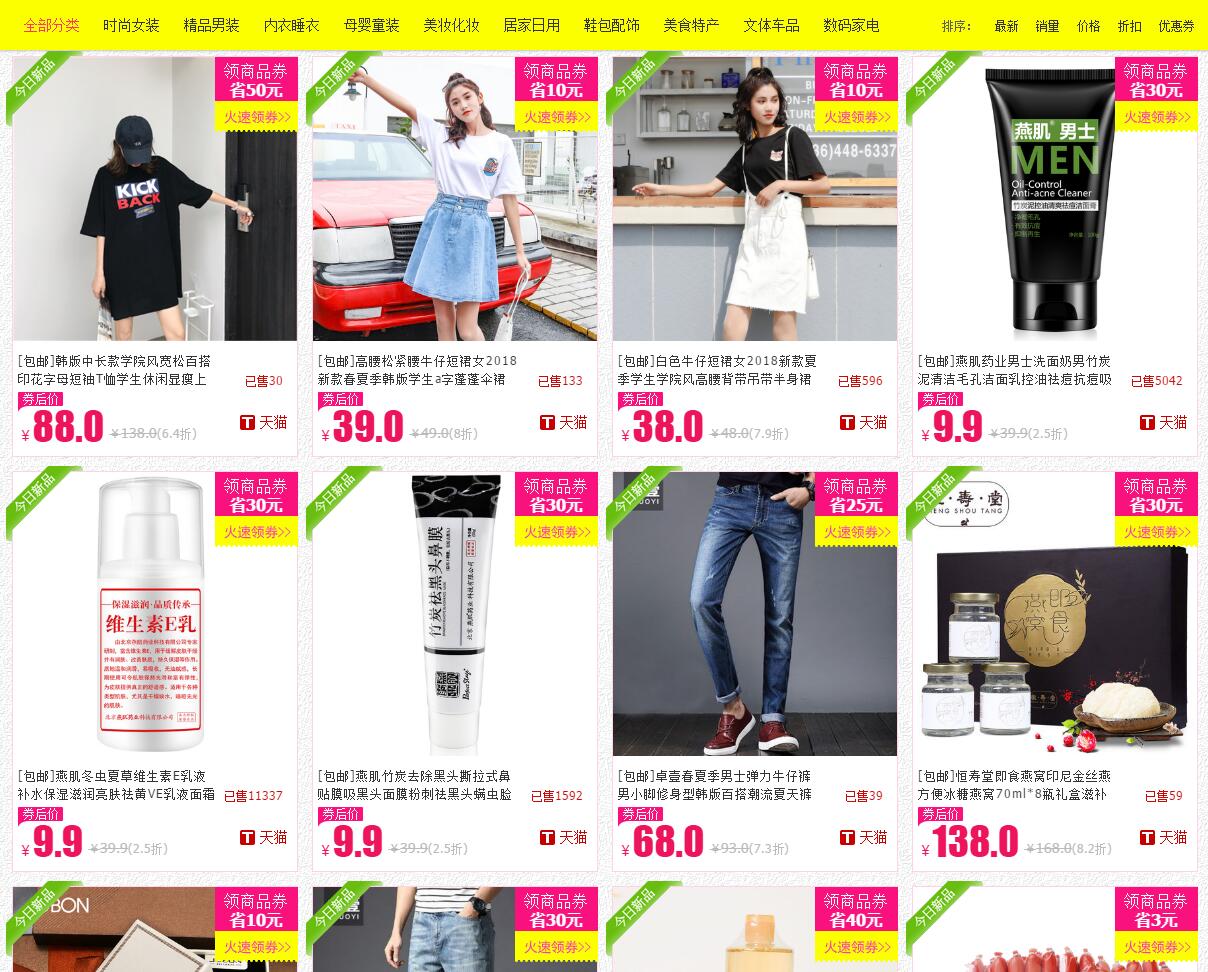 全部分类 时尚女装 精品男装 内衣睡衣 母婴童装 美妆化妆 居家日用 鞋包配饰 美食特产 文体车品 数码家电 排序: 最新 销量 价格 折扣 优惠券
今日新品
领商品券
省50元
火速领券>>
KICK
BACK
[包邮]韩版中长款学院风宽松百搭
印花字母短袖T恤学生休闲显瘦上
已售30
券后价
¥88.0 ¥138.0(6.4折)
天猫
今日新品
领商品券
省10元
火速领券>>
TAXI
[包邮]高腰松紧腰牛仔短裙女2018
新款春夏季韩版学生a字蓬蓬伞裙
已售133
券后价
¥39.0 ¥49.0(8折)
天猫
今日新品
领商品券
省10元
火速领券>>
36)448-6337
[包邮]白色牛仔短裙女2018新款夏
季学生学院风高腰背带吊带半身裙
已售596
券后价
¥38.0 ¥48.0(7.9折)
天猫
今日新品
领商品券
省30元
火速领券>>
燕肌 男士
MEN
Oil-Control
Anti-acne Cleaner
竹炭泥控油清爽祛痘洁面膏
[包邮]燕肌药业男士洗面奶男竹炭
泥清洁毛孔洁面乳控油祛痘抗痘吸
已售5042
券后价
¥9.9 ¥39.9(2.5折)
天猫
今日新品
领商品券
省30元
火速领券>>
保湿滋润·品质传承
维生素E乳
[包邮]燕肌冬虫夏草维生素E乳液
补水保湿滋润亮肤祛黄VE乳液面霜
已售11337
券后价
¥9.9 ¥39.9(2.5折)
天猫
今日新品
领商品券
省30元
火速领券>>
竹炭祛黑头鼻膜
[包邮]燕肌竹炭去除黑头撕拉式鼻
贴膜吸黑头面膜粉刺祛黑头螨虫脸
已售1592
券后价
¥9.9 ¥39.9(2.5折)
天猫
今日新品
领商品券
省25元
火速领券>>
[包邮]卓壹春夏季男士弹力牛仔裤
男小脚修身型韩版百搭潮流夏天裤
已售39
券后价
¥68.0 ¥93.0(7.3折)
天猫
今日新品
领商品券
省30元
火速领券>>
寿·堂
ENG SHOU TANG
燕窝
即食
[包邮]恒寿堂即食燕窝印尼金丝燕
方便冰糖燕窝70ml*8瓶礼盒滋补
已售59
券后价
¥138.0 ¥168.0(8.2折)
天猫
今日新品
BON
领商品券
省10元
火速领券>>
今日新品
UOYI
领商品券
省30元
火速领券>>
今日新品
领商品券
省40元
火速领券>>
今日新品
领商品券
省3元
火速领券>>